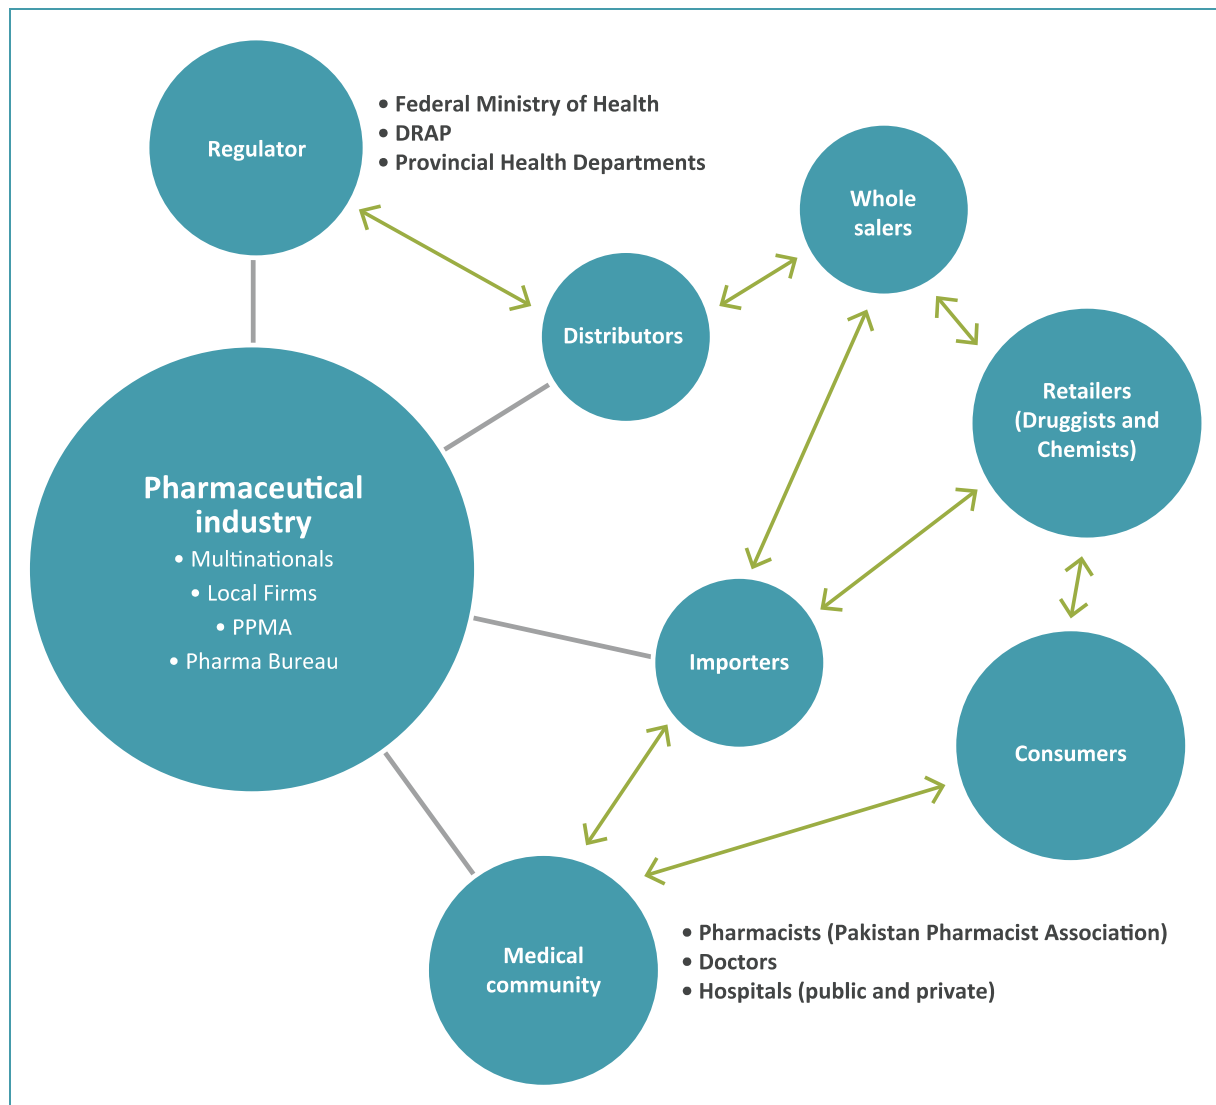 Regulator
• Federal Ministry of Health
• DRAP
• Provincial Health Departments
Whole
salers
Distributors
Retailers
(Druggists and
Chemists)
Pharmaceutical
industry
• Multinationals
• Local Firms
• PPMA
• Pharma Bureau
Importers
Consumers
Medical
community
• Pharmacists (Pakistan Pharmacist Association)
• Doctors
• Hospitals (public and private)